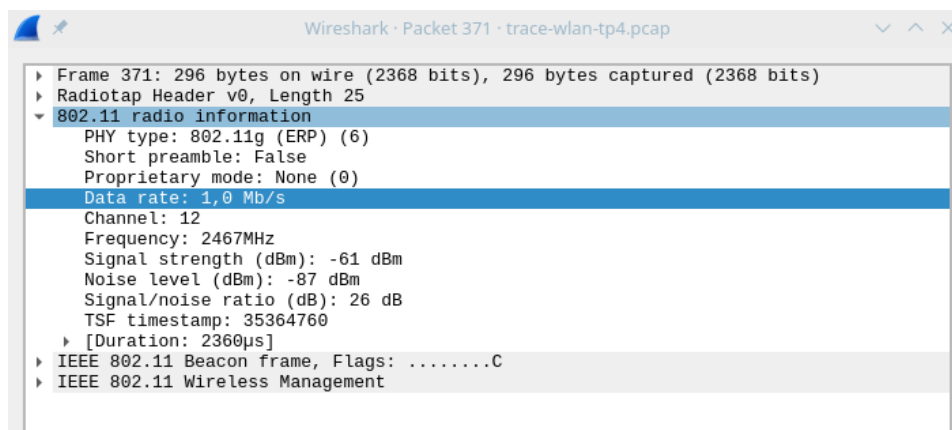 Wireshark · Packet 371 · trace-wlan-tp4.pcap
Frame 371: 296 bytes on wire (2368 bits), 296 bytes captured (2368 bits)
Radiotap Header v0, Length 25
802.11 radio information
PHY type: 802.11g (ERP) (6)
Short preamble: False
Proprietary mode: None (0)
Data rate: 1,0 Mb/s
Channel: 12
Frequency: 2467MHz
Signal strength (dBm): -61 dBm
Noise level (dBm): -87 dBm
Signal/noise ratio (dB): 26 dB
TSF timestamp: 35364760
[Duration: 2360µs]
IEEE 802.11 Beacon frame, Flags: ........C
IEEE 802.11 Wireless Management